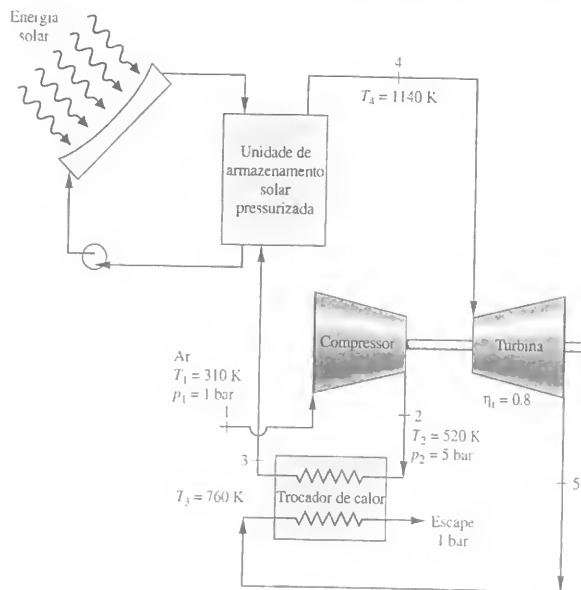 Energia
solar
4
T4 = 1140 K
Unidade de
armazenamento
solar
pressurizada
Compressor
Turbina
Ar
T1 = 310 K
p1 = 1 bar
ηt = 0.8
1
2
T2 = 520 K
p2 = 5 bar
3
T3 = 760 K
Trocador de calor
5
Escape
1 bar